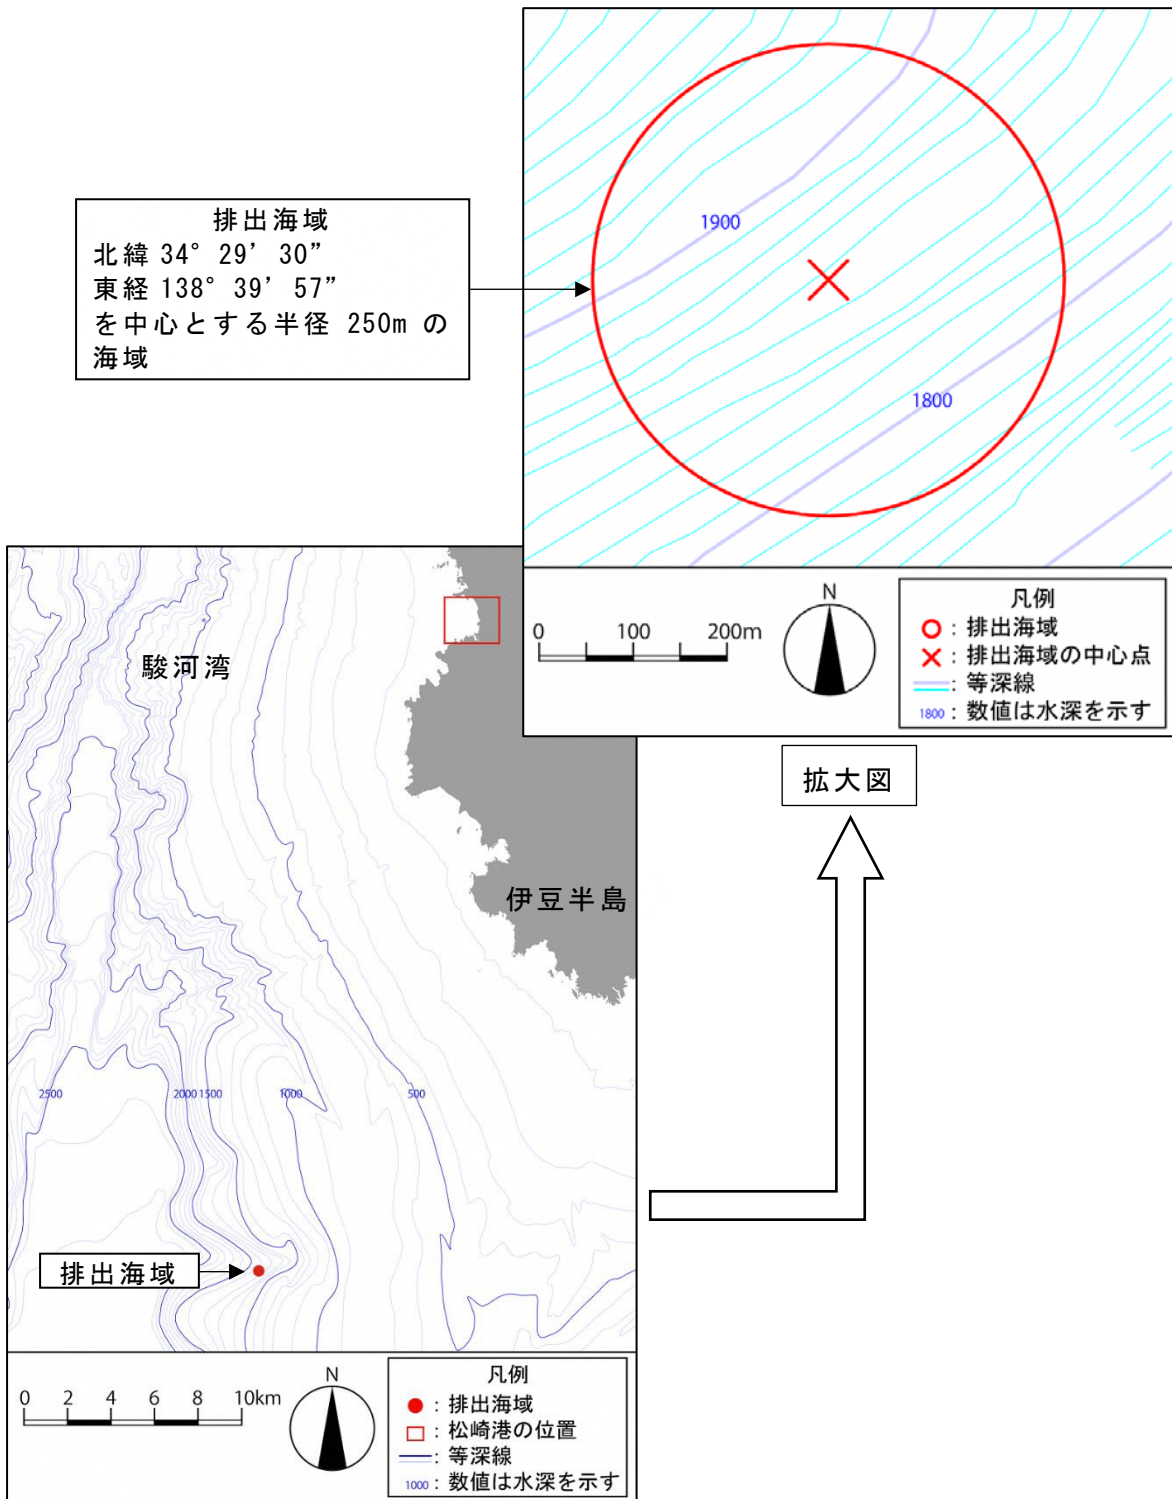 排出海域
北緯 34° 29’ 30”
東経 138° 39’ 57”
を中心とする半径 250m の
海域
1900
1800
0 100 200m
N
凡例
: 排出海域
: 排出海域の中心点
: 等深線
1800 : 数値は水深を示す
拡大図
駿河湾
伊豆半島
2500 2000 1500 1000 500
排出海域
0 2 4 6 8 10km
N
凡例
: 排出海域
: 松崎港の位置
: 等深線
1000 : 数値は水深を示す